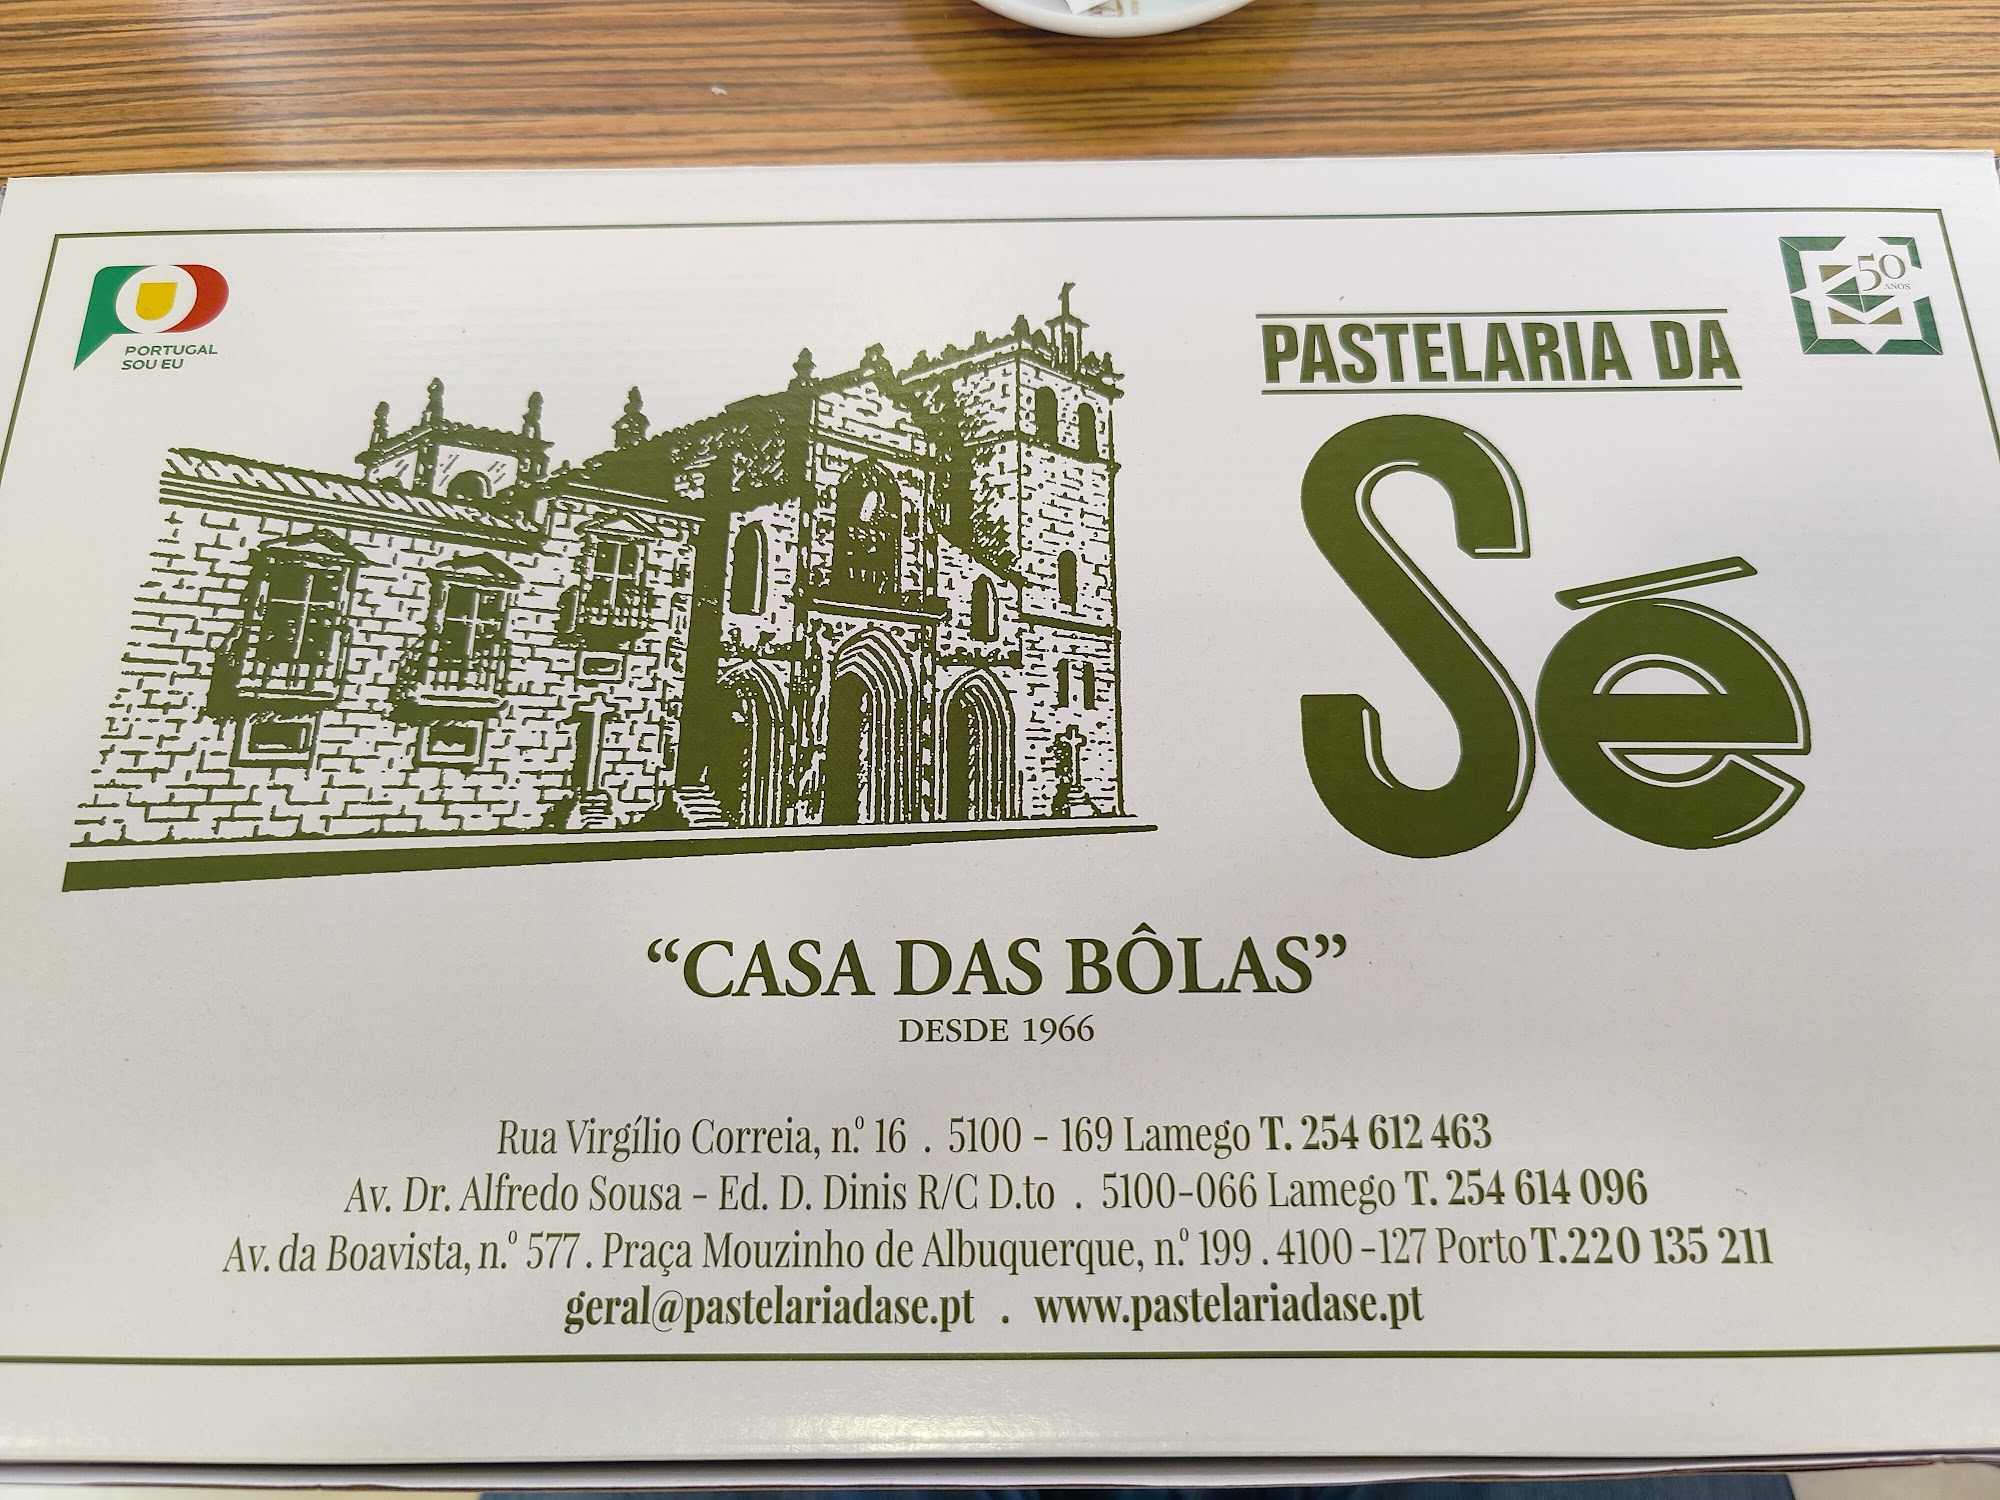 PORTUGAL
SOU EU
50
ANOS
PASTELARIA DA
Sé
“CASA DAS BÔLAS”
DESDE 1966
Rua Virgílio Correia, n.º 16 . 5100 - 169 Lamego T. 254 612 463
Av. Dr. Alfredo Sousa - Ed. D. Dinis R/C D.to . 5100-066 Lamego T. 254 614 096
Av. da Boavista, n.º 577 . Praça Mouzinho de Albuquerque, n.º 199 . 4100 -127 Porto T.220 135 211
geral@pastelariadase.pt . www.pastelariadase.pt